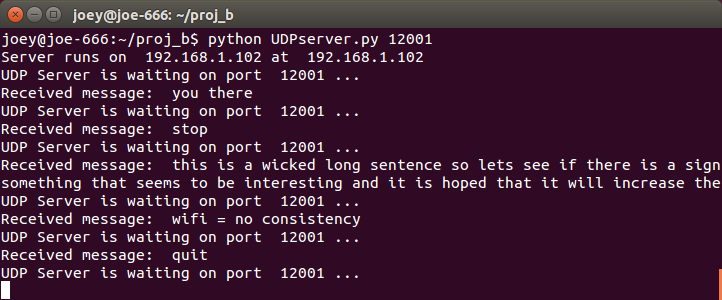 joey@joe-666: ~/proj_b
joey@joe-666:~/proj_b$ python UDPserver.py 12001
Server runs on  192.168.1.102 at  192.168.1.102
UDP Server is waiting on port  12001 ...
Received message:  you there
UDP Server is waiting on port  12001 ...
Received message:  stop
UDP Server is waiting on port  12001 ...
Received message:  this is a wicked long sentence so lets see if there is a sign
something that seems to be interesting and it is hoped that it will increase the
UDP Server is waiting on port  12001 ...
Received message:  wifi = no consistency
UDP Server is waiting on port  12001 ...
Received message:  quit
UDP Server is waiting on port  12001 ...